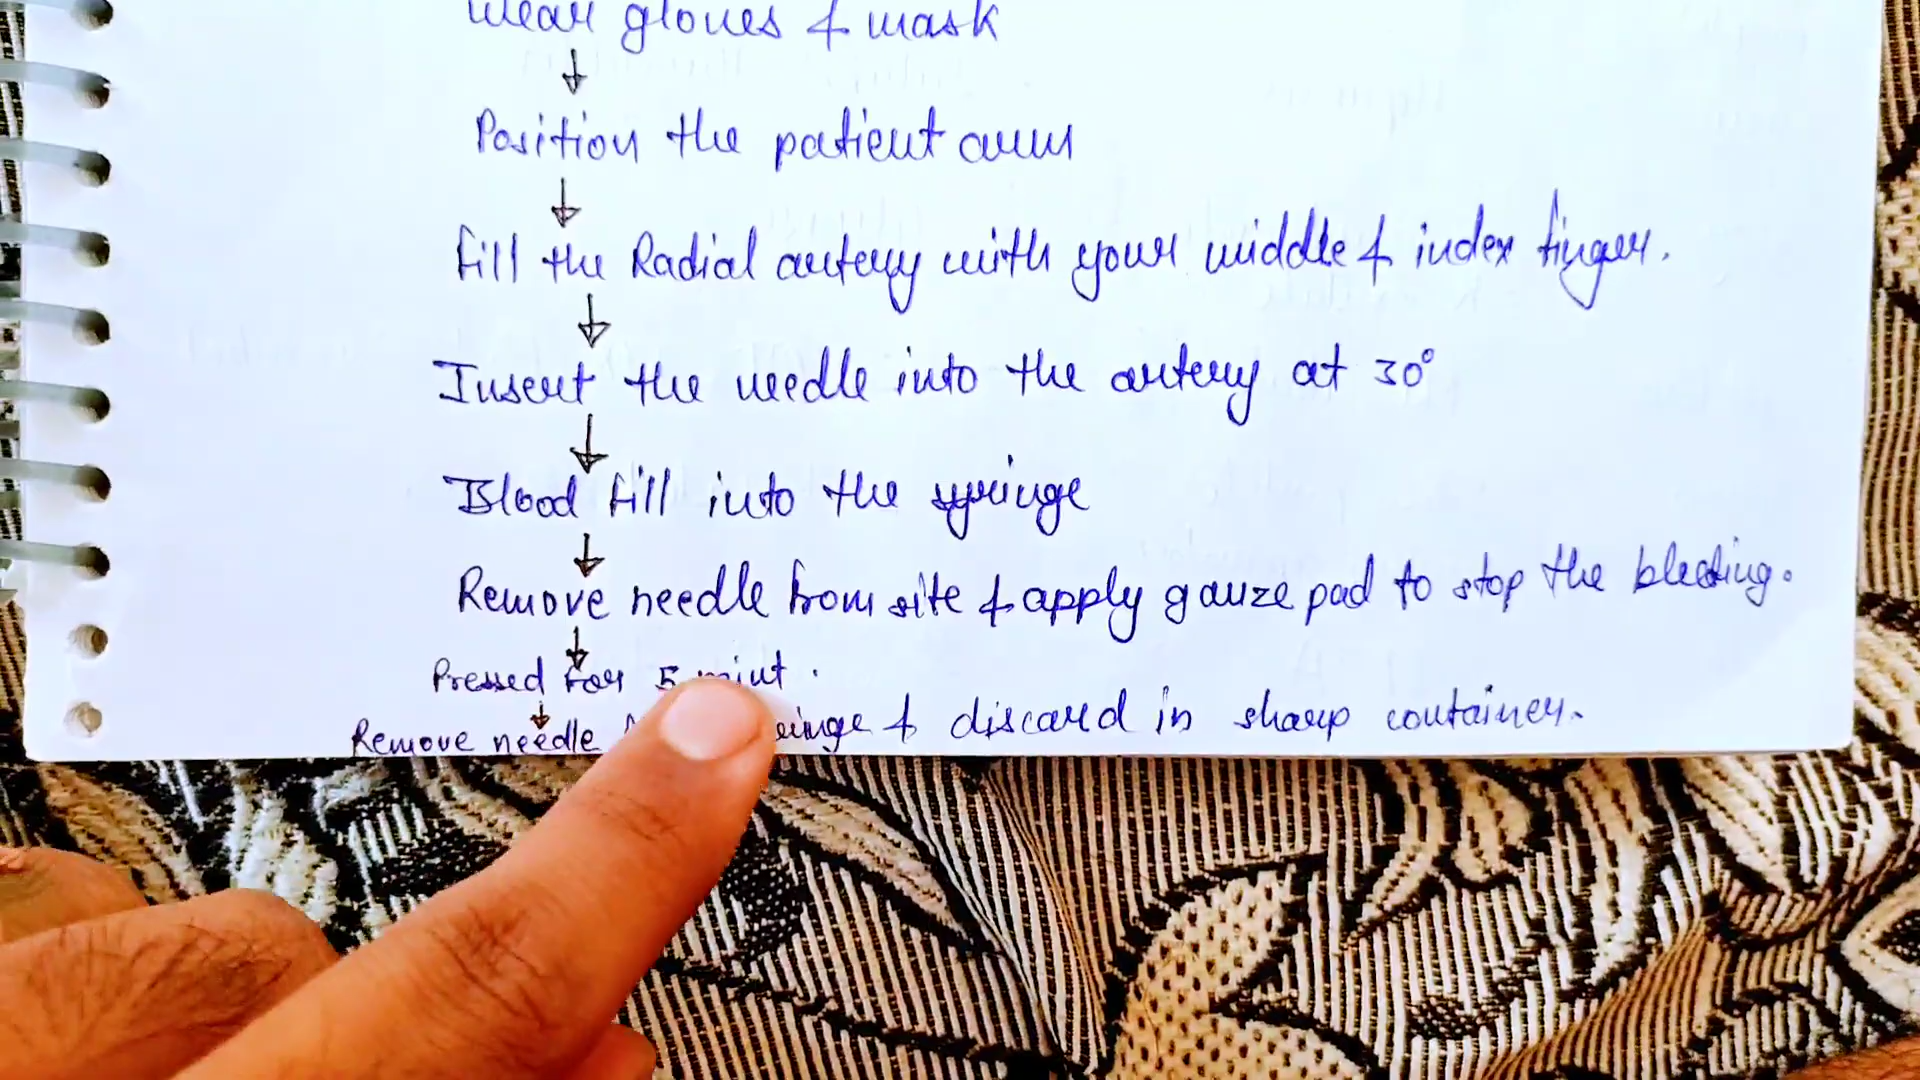 Wear gloves & mask
↓
Position the patient arm
↓
fill the Radial artery with your middle & index finger.
↓
Insert the needle into the artery at 30°
↓
Blood fill into the syringe
↓
Remove needle from site & apply gauze pad to stop the bleeding.
↓
Pressed for 5 mint.
↓
Remove needle & discard in sharp container.